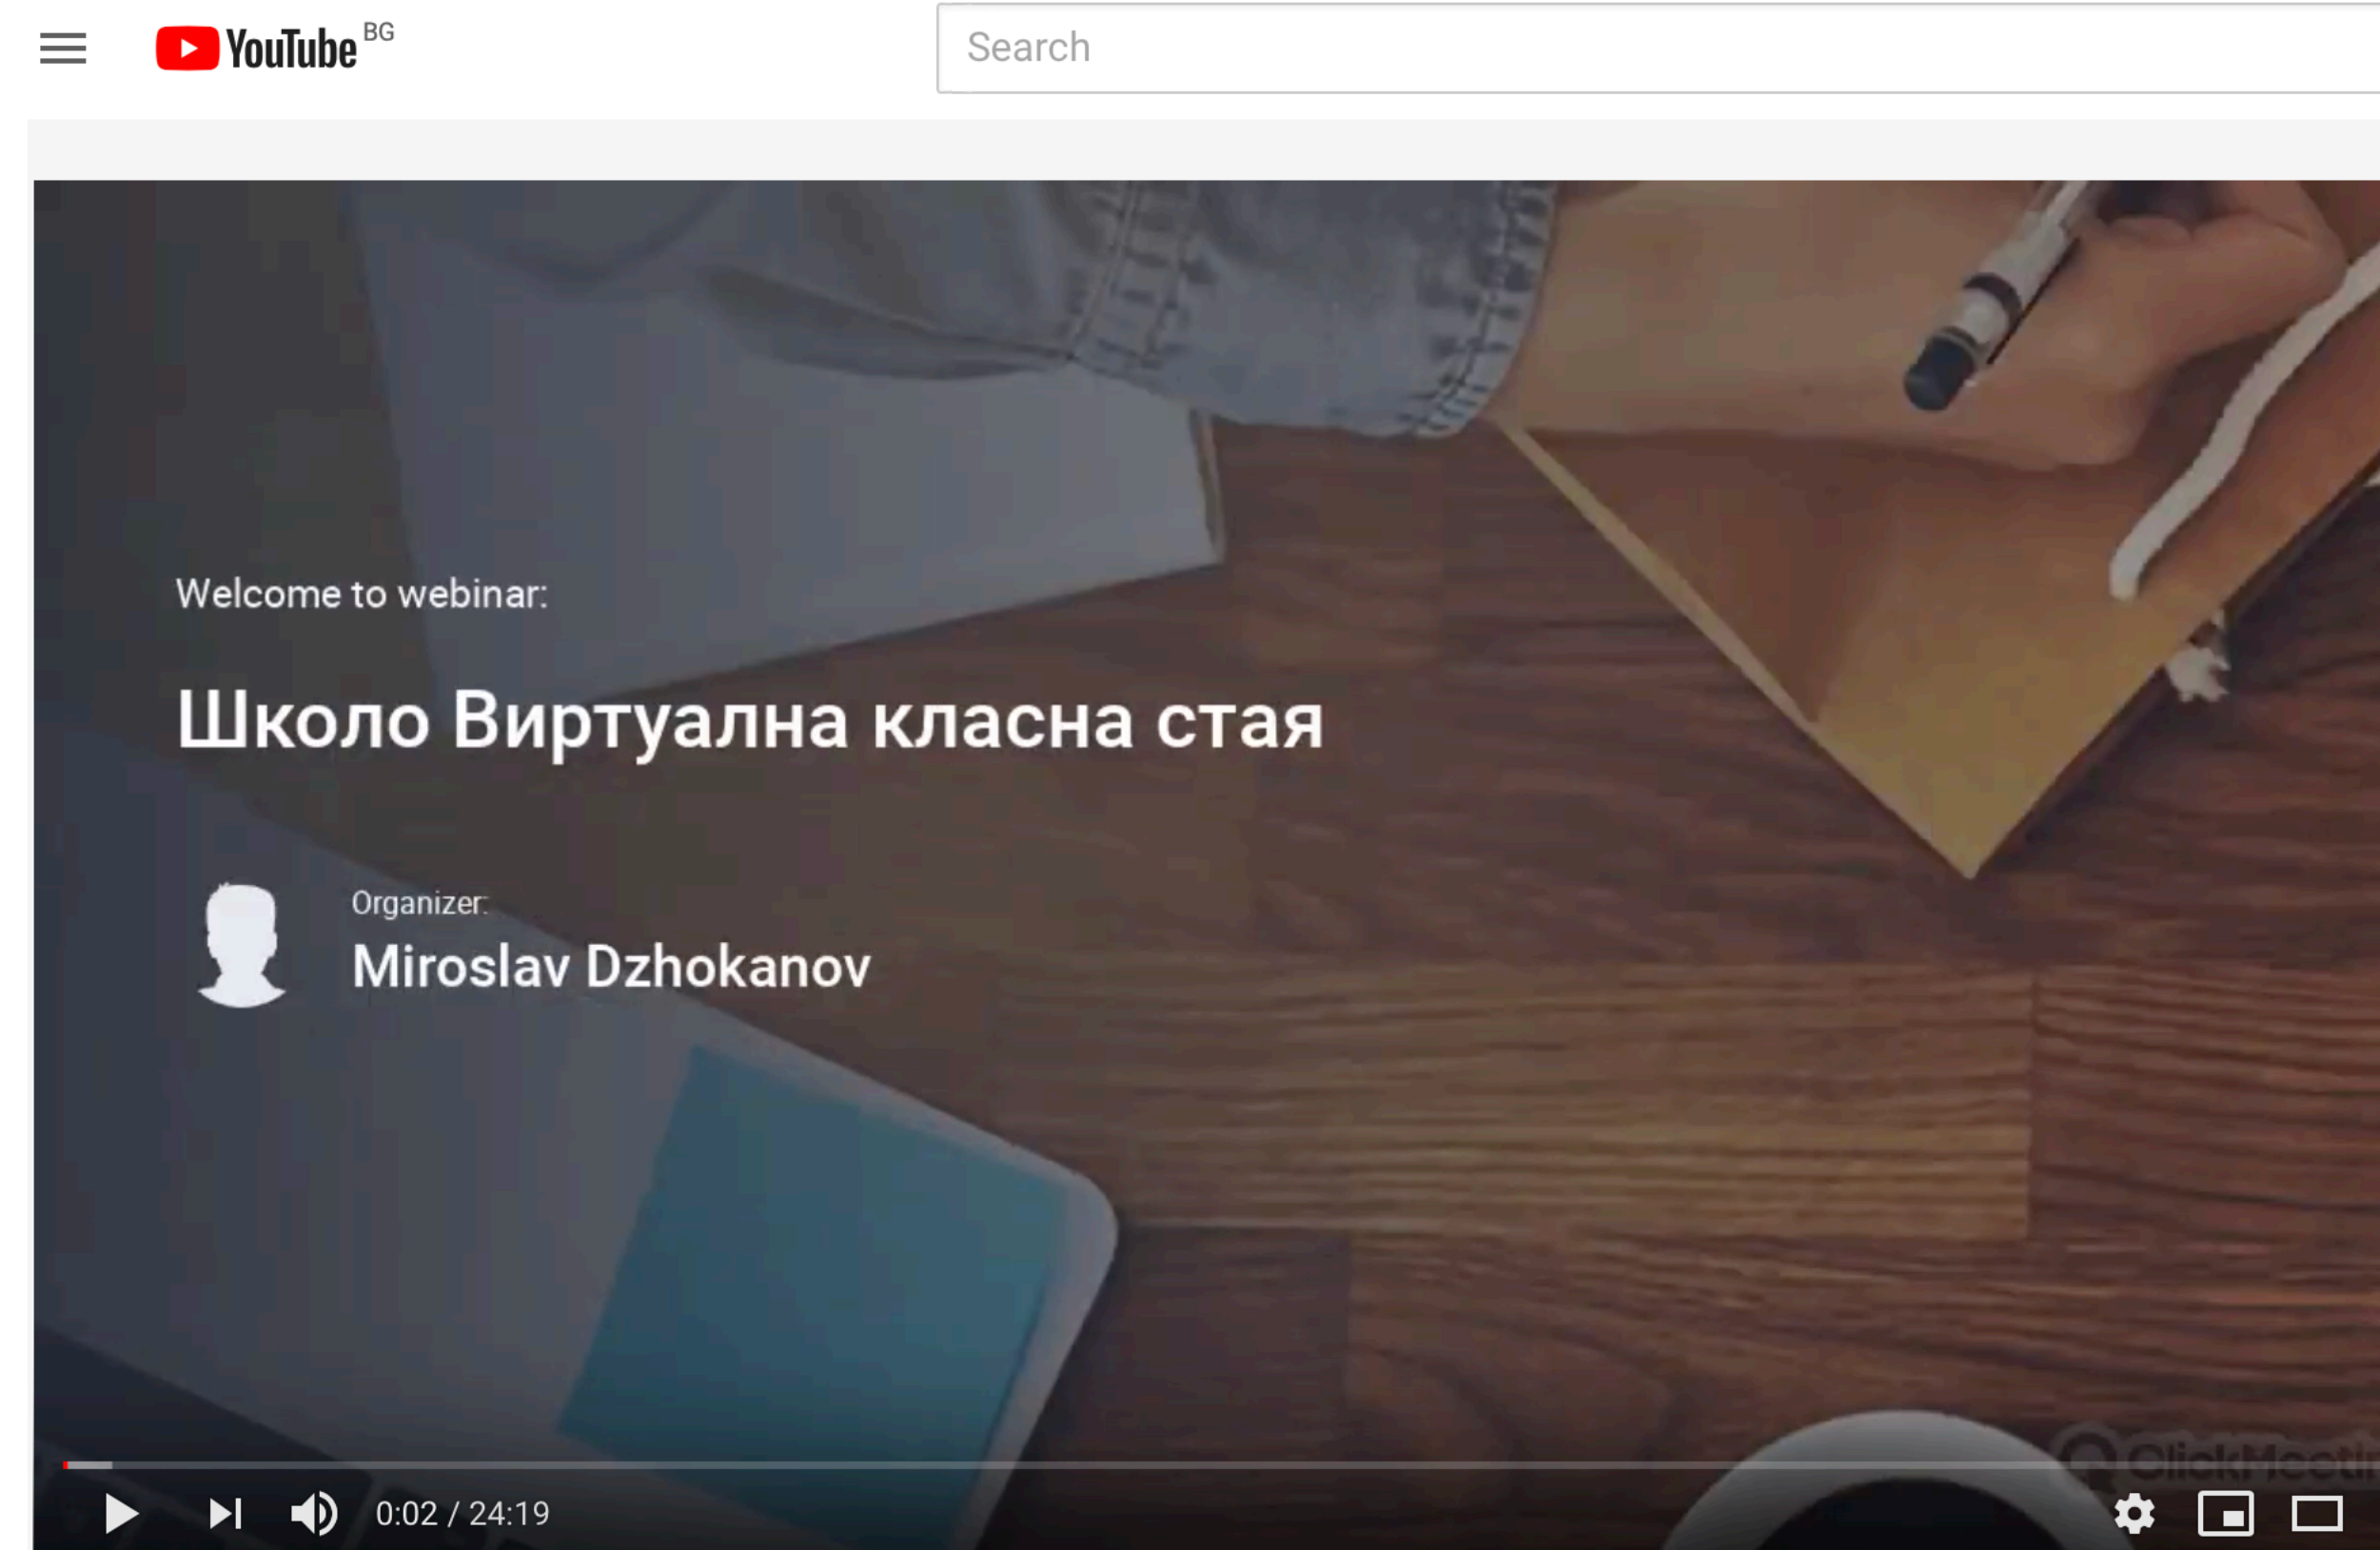 YouTube BG
Search
Welcome to webinar:
Школо Виртуална класна стая
Organizer:
Miroslav Dzhokanov
0:02 / 24:19